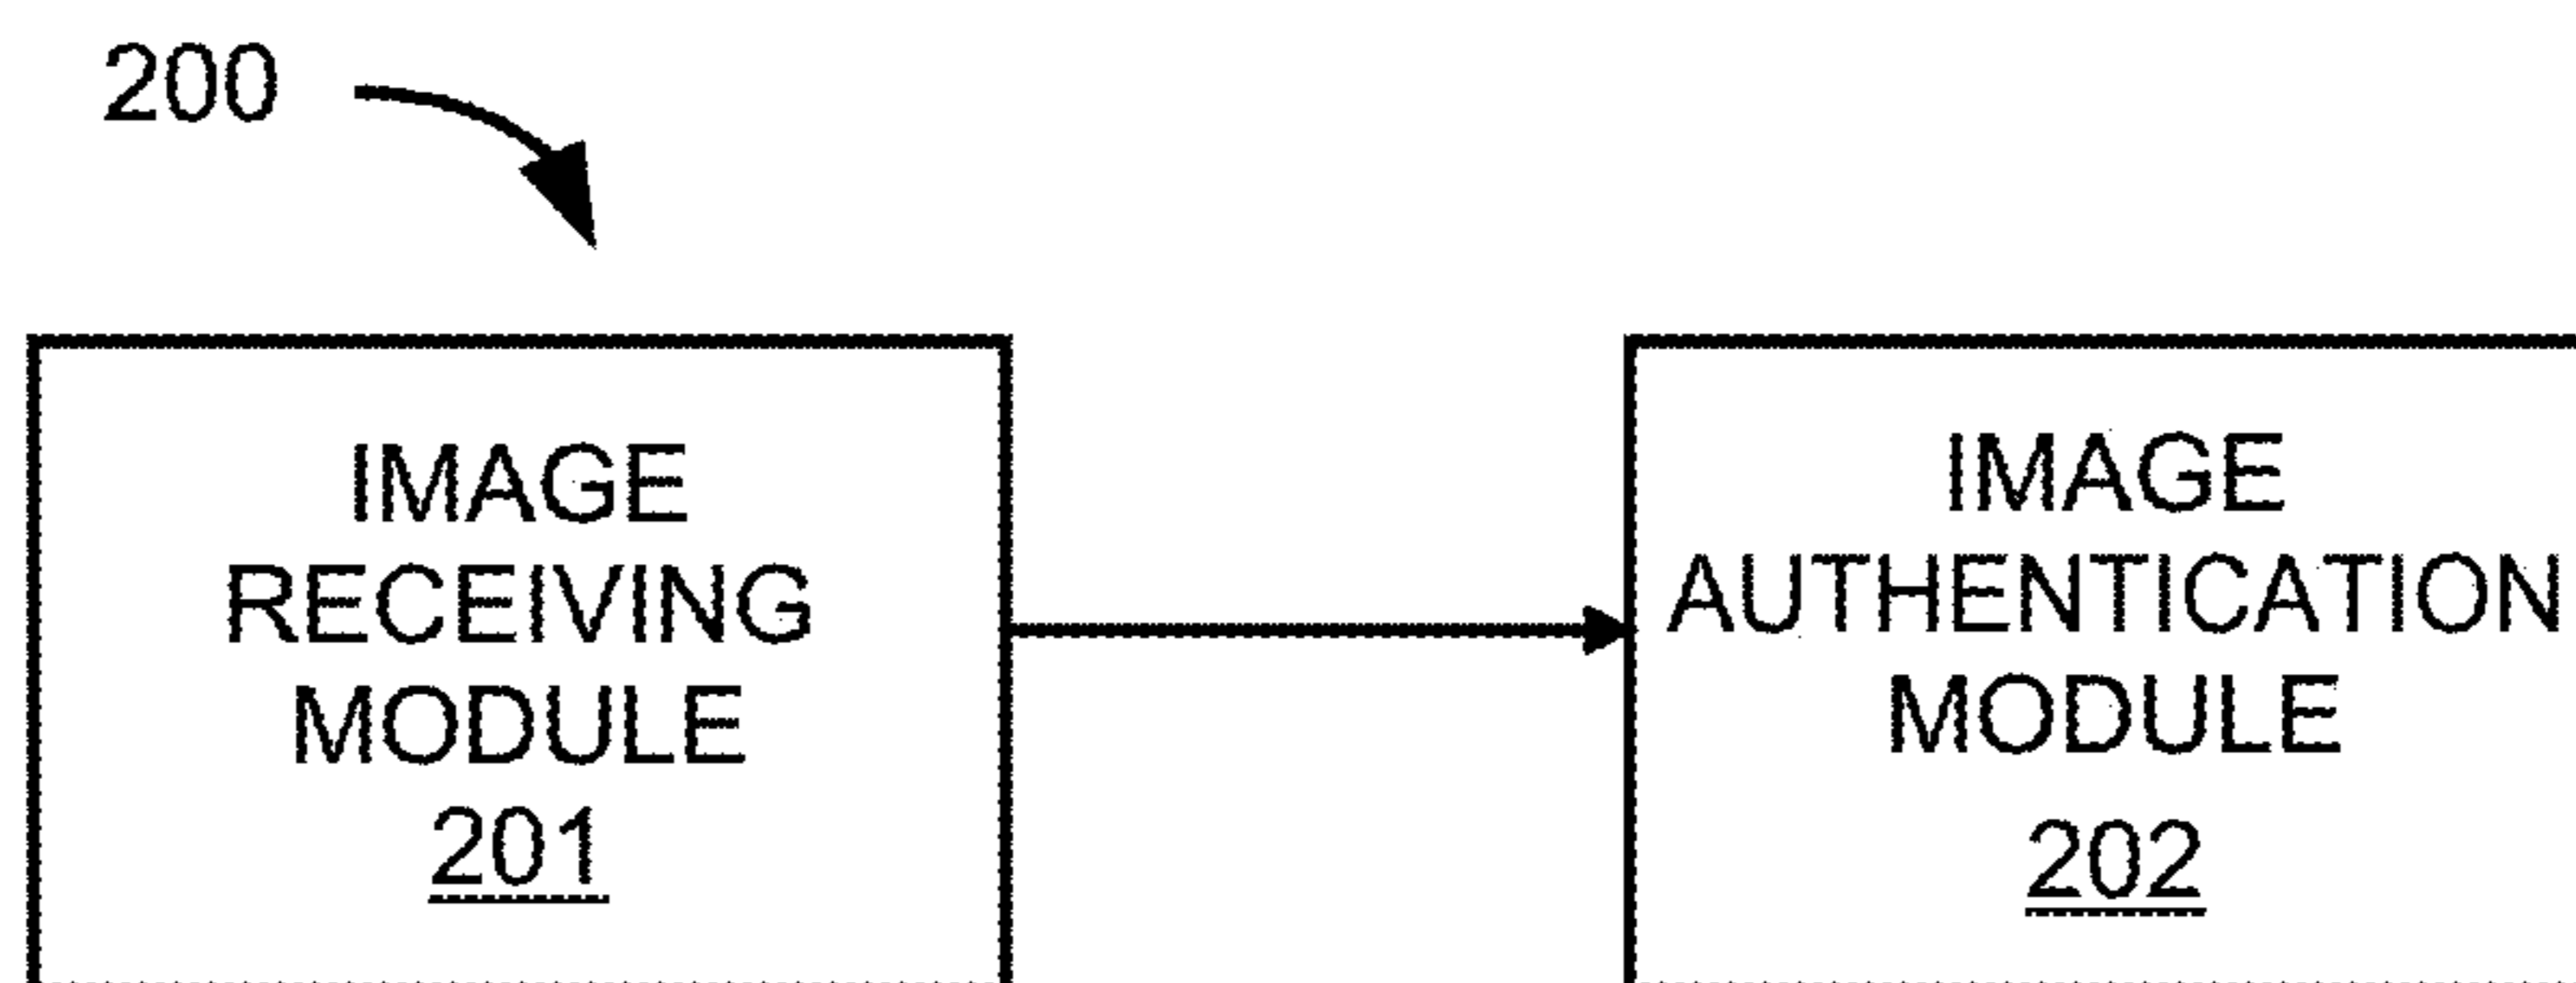 200
IMAGE
RECEIVING
MODULE
201
IMAGE
AUTHENTICATION
MODULE
202